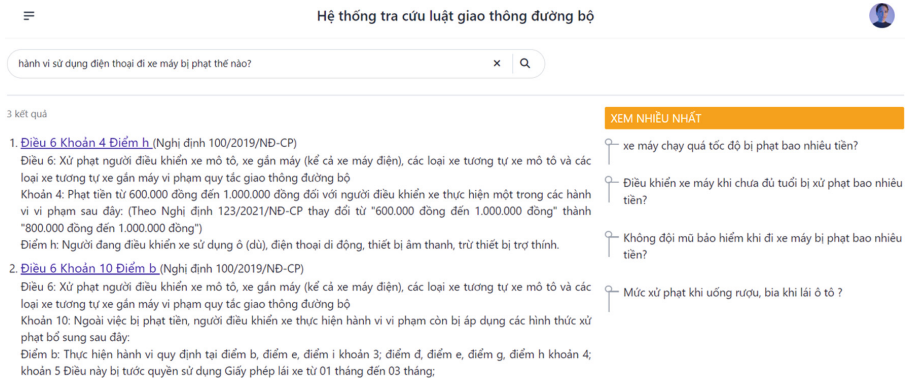 Hệ thống tra cứu luật giao thông đường bộ
hành vi sử dụng điện thoại đi xe máy bị phạt thế nào?
3 kết quả
1. Điều 6 Khoản 4 Điểm h (Nghị định 100/2019/NĐ-CP)
Điều 6: Xử phạt người điều khiển xe mô tô, xe gắn máy (kể cả xe máy điện), các loại xe tương tự xe mô tô và các
loại xe tương tự xe gắn máy vi phạm quy tắc giao thông đường bộ
Khoản 4: Phạt tiền từ 600.000 đồng đến 1.000.000 đồng đối với người điều khiển xe thực hiện một trong các hành
vi vi phạm sau đây: (Theo Nghị định 123/2021/NĐ-CP thay đổi từ "600.000 đồng đến 1.000.000 đồng" thành
"800.000 đồng đến 1.000.000 đồng")
Điểm h: Người đang điều khiển xe sử dụng ô (dù), điện thoại di động, thiết bị âm thanh, trừ thiết bị trợ thính.
2. Điều 6 Khoản 10 Điểm b (Nghị định 100/2019/NĐ-CP)
Điều 6: Xử phạt người điều khiển xe mô tô, xe gắn máy (kể cả xe máy điện), các loại xe tương tự xe mô tô và các
loại xe tương tự xe gắn máy vi phạm quy tắc giao thông đường bộ
Khoản 10: Ngoài việc bị phạt tiền, người điều khiển xe thực hiện hành vi vi phạm còn bị áp dụng các hình thức xử
phạt bổ sung sau đây:
Điểm b: Thực hiện hành vi quy định tại điểm b, điểm e, điểm i khoản 3; điểm đ, điểm e, điểm g, điểm h khoản 4;
khoản 5 Điều này bị tước quyền sử dụng Giấy phép lái xe từ 01 tháng đến 03 tháng;
XEM NHIỀU NHẤT
xe máy chạy quá tốc độ bị phạt bao nhiêu tiền?
Điều khiển xe máy khi chưa đủ tuổi bị xử phạt bao nhiêu
tiền?
Không đội mũ bảo hiểm khi đi xe máy bị phạt bao nhiêu
tiền?
Mức xử phạt khi uống rượu, bia khi lái ô tô ?